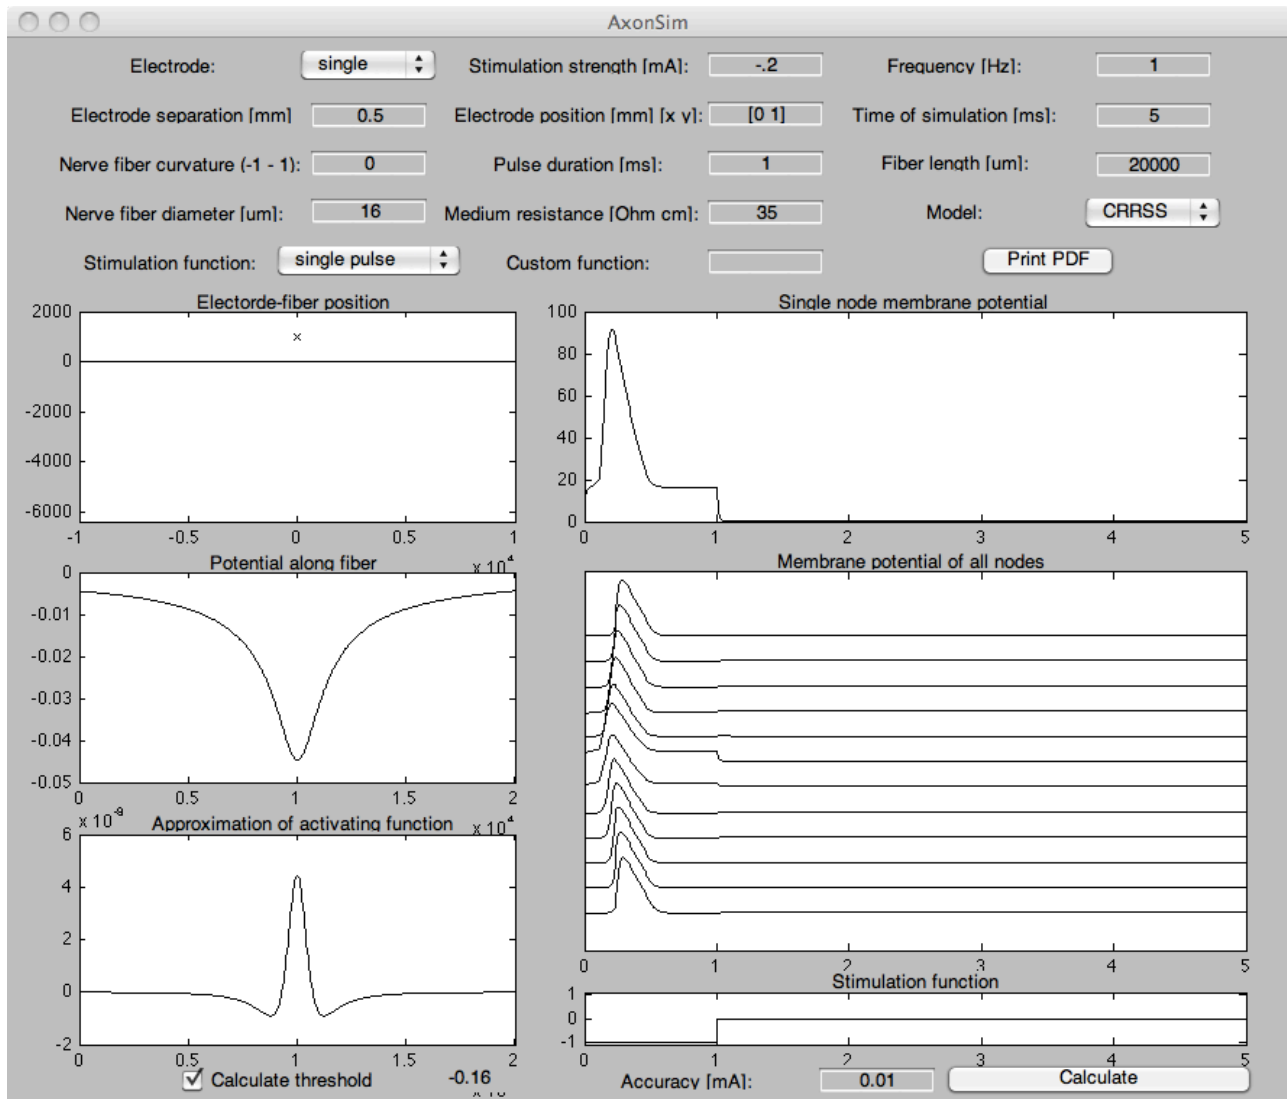 AxonSim
Electrode: single Stimulation strength [mA]: -.2 Frequency [Hz]: 1
Electrode separation [mm] 0.5 Electrode position [mm] [x y]: [0 1] Time of simulation [ms]: 5
Nerve fiber curvature (-1 - 1): 0 Pulse duration [ms]: 1 Fiber length [um]: 20000
Nerve fiber diameter [um]: 16 Medium resistance [Ohm cm]: 35 Model: CRRSS
Stimulation function: single pulse Custom function: Print PDF
Electorde-fiber position
2000
0
-2000
-4000
-6000
-1 -0.5 0 0.5 1
x 10^4
Single node membrane potential
100
80
60
40
20
0
0 1 2 3 4 5
Potential along fiber
0
-0.01
-0.02
-0.03
-0.04
-0.05
0 0.5 1 1.5 2
x 10^4
Membrane potential of all nodes
0 1 2 3 4 5
x 10^-9
Approximation of activating function
6
4
2
0
-2
0 0.5 1 1.5 2
Stimulation function
1
0
-1
0 1 2 3 4 5
Calculate threshold -0.16 Accuracy [mA]: 0.01 Calculate